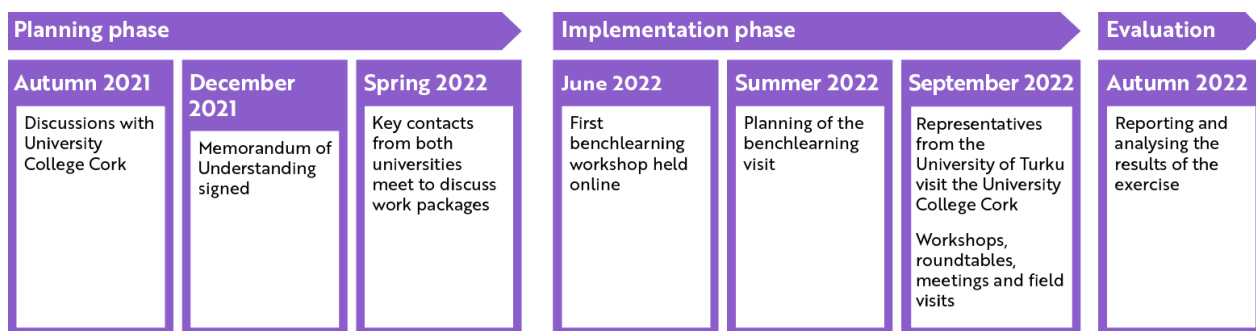 Planning phase
Implementation phase
Evaluation
Autumn 2021
Discussions with
University
College Cork
December
2021
Memorandum of
Understanding
signed
Spring 2022
Key contacts
from both
universities
meet to discuss
work packages
June 2022
First
benchlearning
workshop held
online
Summer 2022
Planning of the
benchlearning
visit
September 2022
Representatives
from the
University of Turku
visit the University
College Cork
Workshops,
roundtables,
meetings and field
visits
Autumn 2022
Reporting and
analysing the
results of the
exercise